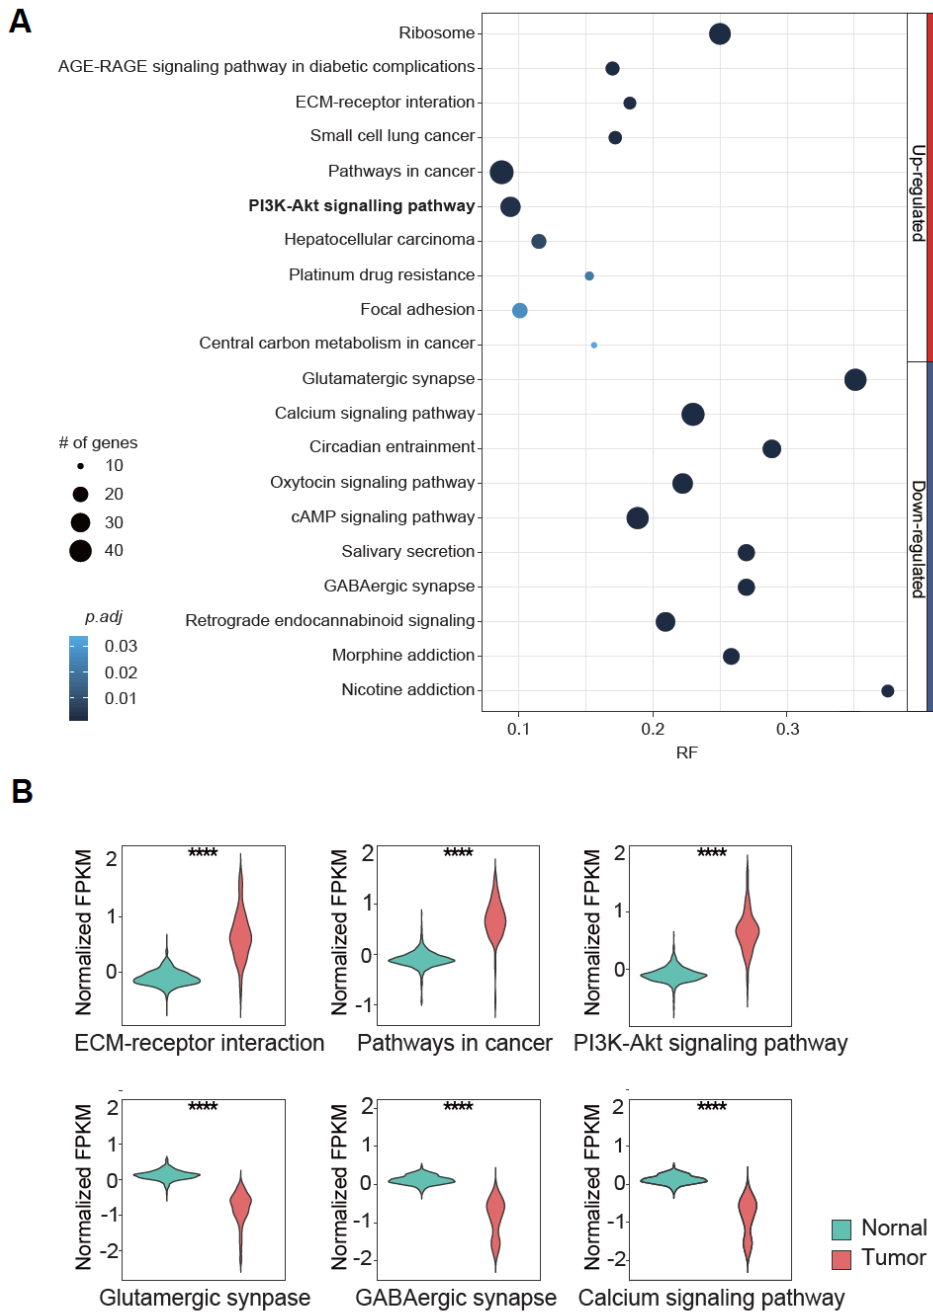 A
Ribosome
AGE-RAGE signaling pathway in diabetic complications
ECM-receptor interation
Small cell lung cancer
Pathways in cancer
PI3K-Akt signalling pathway
Hepatocellular carcinoma
Platinum drug resistance
Focal adhesion
Central carbon metabolism in cancer
Glutamatergic synapse
Calcium signaling pathway
Circadian entrainment
Oxytocin signaling pathway
cAMP signaling pathway
Salivary secretion
GABAergic synapse
Retrograde endocannabinoid signaling
Morphine addiction
Nicotine addiction
Up-regulated
Down-regulated
# of genes
10
20
30
40
p.adj
0.03
0.02
0.01
0.1 0.2 0.3
RF
B
Normalized FPKM
2
1
0
****
ECM-receptor interaction
Normalized FPKM
2
1
0
-1
****
Pathways in cancer
Normalized FPKM
2
1
0
****
PI3K-Akt signaling pathway
Normalized FPKM
2
1
0
-1
-2
****
Glutamergic synpase
Normalized FPKM
2
1
0
-1
-2
****
GABAergic synapse
Normalized FPKM
2
1
0
-1
-2
****
Calcium signaling pathway
Nornal
Tumor